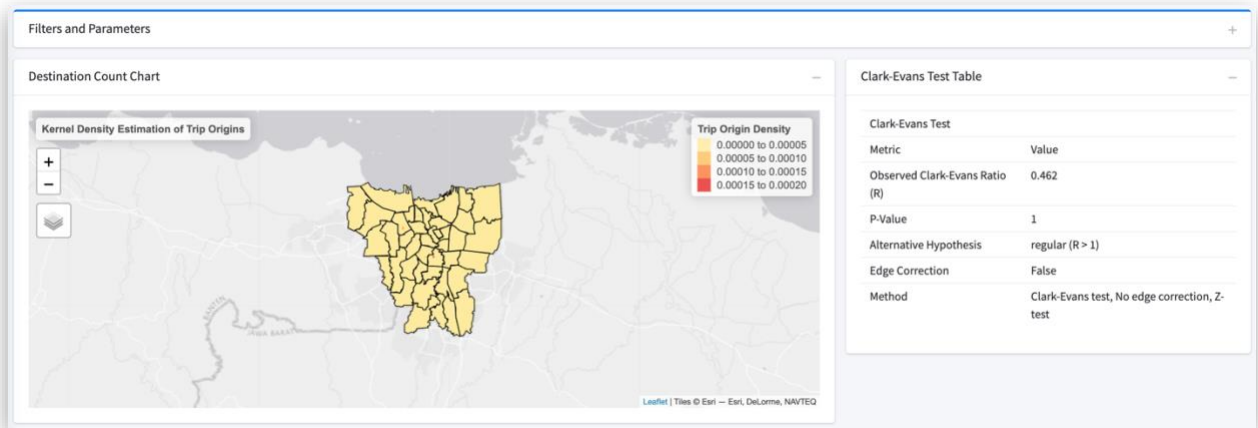 Filters and Parameters
+
Destination Count Chart
−
Kernel Density Estimation of Trip Origins
+
−
Trip Origin Density
0.00000 to 0.00005
0.00005 to 0.00010
0.00010 to 0.00015
0.00015 to 0.00020
BANTEN
JAWA BARAT
Leaflet | Tiles © Esri — Esri, DeLorme, NAVTEQ
Clark-Evans Test Table
−
Clark-Evans Test
Metric Value
Observed Clark-Evans Ratio 0.462
(R)
P-Value 1
Alternative Hypothesis regular (R > 1)
Edge Correction False
Method Clark-Evans test, No edge correction, Z-
test